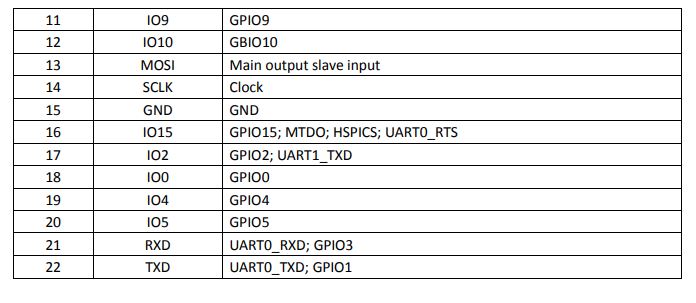 11 IO9 GPIO9
12 IO10 GBIO10
13 MOSI Main output slave input
14 SCLK Clock
15 GND GND
16 IO15 GPIO15; MTDO; HSPICS; UART0_RTS
17 IO2 GPIO2; UART1_TXD
18 IO0 GPIO0
19 IO4 GPIO4
20 IO5 GPIO5
21 RXD UART0_RXD; GPIO3
22 TXD UART0_TXD; GPIO1